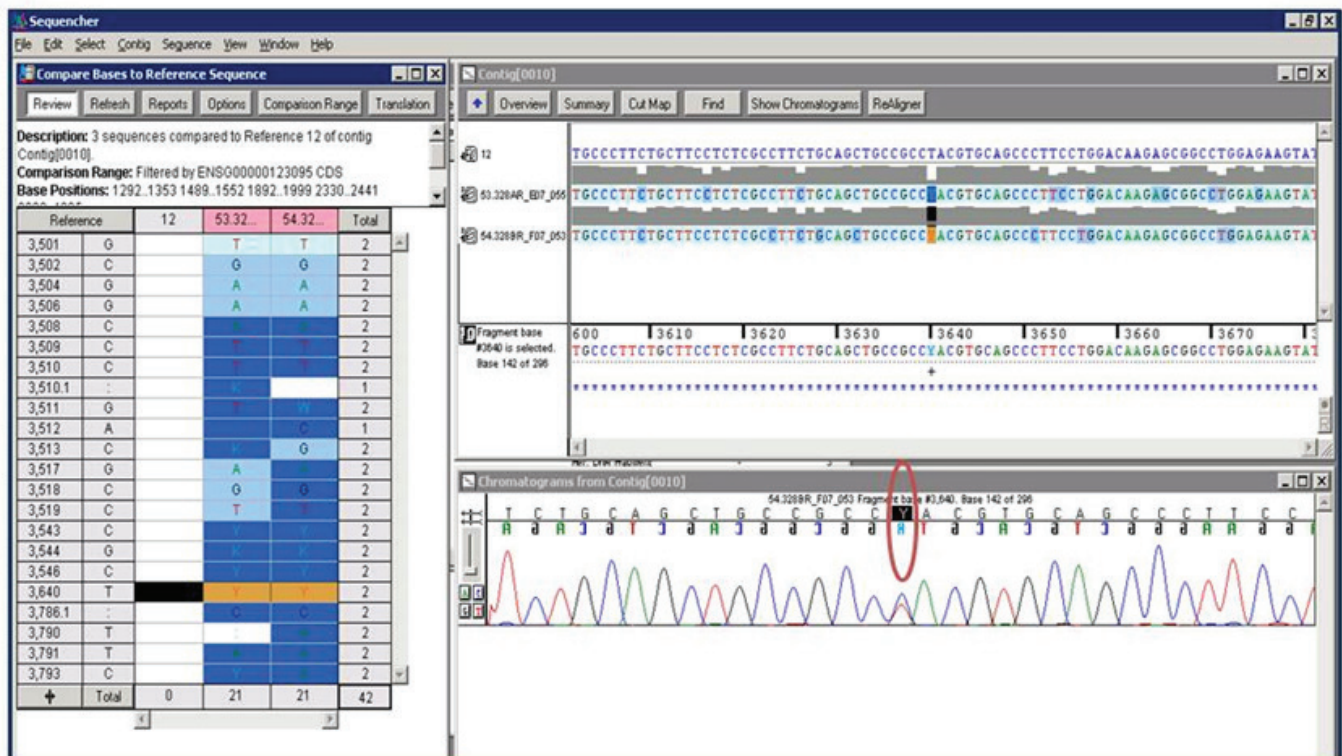 Sequencher
File Edit Select Contig Sequence View Window Help
Compare Bases to Reference Sequence
Review Refresh Reports Options Comparison Range Translation
Description: 3 sequences compared to Reference 12 of contig
Contig[0010].
Comparison Range: Filtered by ENSG00000123095 CDS
Base Positions: 1292..1353 1489..1552 1892..1999 2330..2441
Reference 12 53.32... 54.32... Total
3,501 G T T 2
3,502 C G G 2
3,504 G A A 2
3,506 G A A 2
3,508 C 2
3,509 C T T 2
3,510 C T T 2
3,510.1 : K 1
3,511 G T W 2
3,512 A C 1
3,513 C K G 2
3,517 G A 2
3,518 C G G 2
3,519 C T T 2
3,543 C Y Y 2
3,544 G K K 2
3,546 C Y Y 2
3,640 T Y Y 2
3,786.1 : C C 2
3,790 T : 2
3,791 T A A 2
3,793 C Y 2
Total 0 21 21 42
Contig[0010]
Overview Summary Cut Map Find Show Chromatograms ReAligner
12 TGCCCTTCTGCTTCCTCTCGCCTTCTGCAGCTGCCGCCTACGTGCAGCCCTTCCTGGACAAGAGCGGCCTGGAGAAGTAT
53.328AR_E07_055 TGCCCTTCTGCTTCCTCTCGCCTTCTGCAGCTGCCGCCYACGTGCAGCCCTTCCTGGACAAGAGCGGCCTGGAGAAGTAT
54.328BR_F07_053 TGCCCTTCTGCTTCCTCTCGCCTTCTGCAGCTGCCGCCYACGTGCAGCCCTTCCTGGACAAGAGCGGCCTGGAGAAGTAT
Fragment base
#3640 is selected.
Base 142 of 296
600 3610 3620 3630 3640 3650 3660 3670
TGCCCTTCTGCTTCCTCTCGCCTTCTGCAGCTGCCGCCYACGTGCAGCCCTTCCTGGACAAGAGCGGCCTGGAGAAGTAT
+
Chromatograms from Contig[0010]
54.328BR_F07_053 Fragment base #3,640. Base 142 of 296
T C T G C A G C T G C C G C C Y A C G T G C A G C C C T T C C
A C
G T